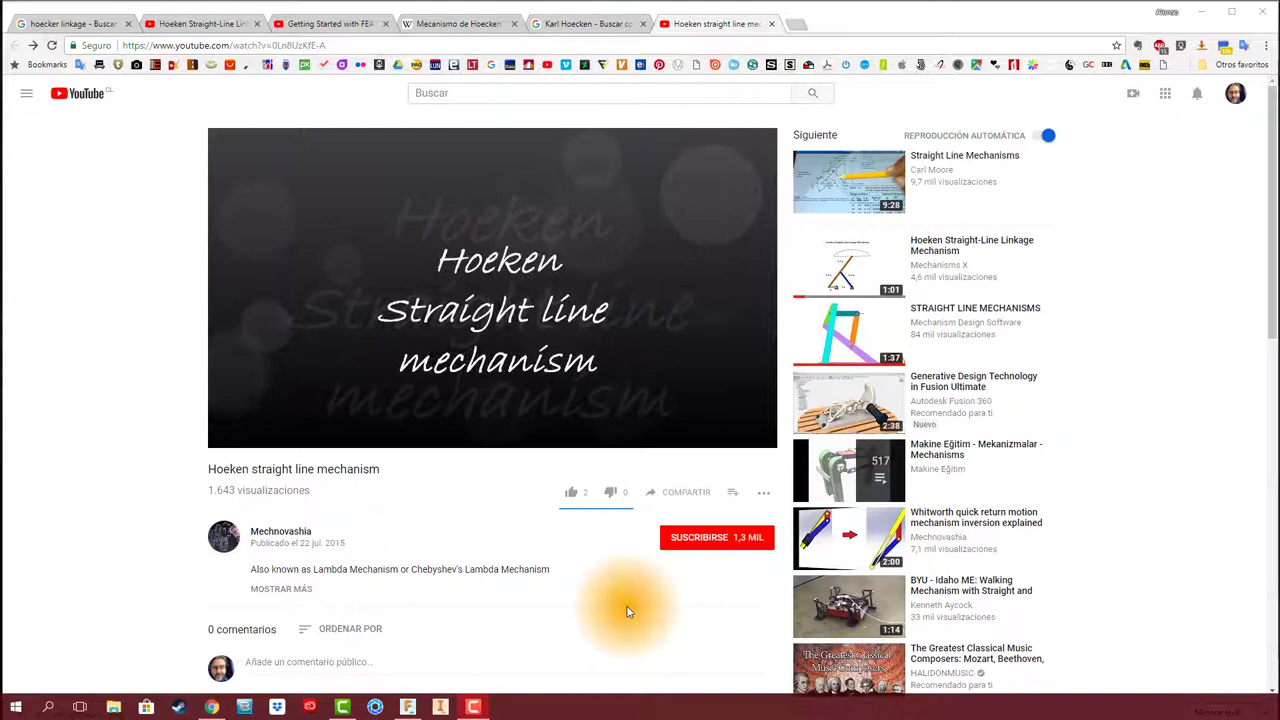 Alonso
hoecker linkage - Buscar
Hoeken Straight-Line Lin
Getting Started with FEA
Mecanismo de Hoecken
Karl Hoecken - Buscar co
Hoeken straight line mec
Seguro
https://www.youtube.com/watch?v=0Ln8UzKfE-A
Bookmarks
Otros favoritos
YouTube CL
Buscar
Hoeken
Straight line
mechanism
Hoeken straight line mechanism
1.643 visualizaciones
2
0
COMPARTIR
Mechnovashia
Publicado el 22 jul. 2015
SUSCRIBIRSE 1,3 MIL
Also known as Lambda Mechanism or Chebyshev's Lambda Mechanism
MOSTRAR MÁS
0 comentarios
ORDENAR POR
Añade un comentario público...
Siguiente
REPRODUCCIÓN AUTOMÁTICA
9:28
Straight Line Mechanisms
Carl Moore
9,7 mil visualizaciones
1:01
Hoeken Straight-Line Linkage
Mechanism
Mechanisms X
4,6 mil visualizaciones
1:37
STRAIGHT LINE MECHANISMS
Mechanism Design Software
84 mil visualizaciones
2:38
Generative Design Technology
in Fusion Ultimate
Autodesk Fusion 360
Recomendado para ti
Nuevo
517
Makine Eğitim - Mekanizmalar -
Mechanisms
Makine Eğitim
2:00
Whitworth quick return motion
mechanism inversion explained
Mechnovashia
7,1 mil visualizaciones
1:14
BYU - Idaho ME: Walking
Mechanism with Straight and
Kenneth Aycock
33 mil visualizaciones
The Greatest Classical
Music Composers
The Greatest Classical Music
Composers: Mozart, Beethoven,
HALIDONMUSIC
Recomendado para ti